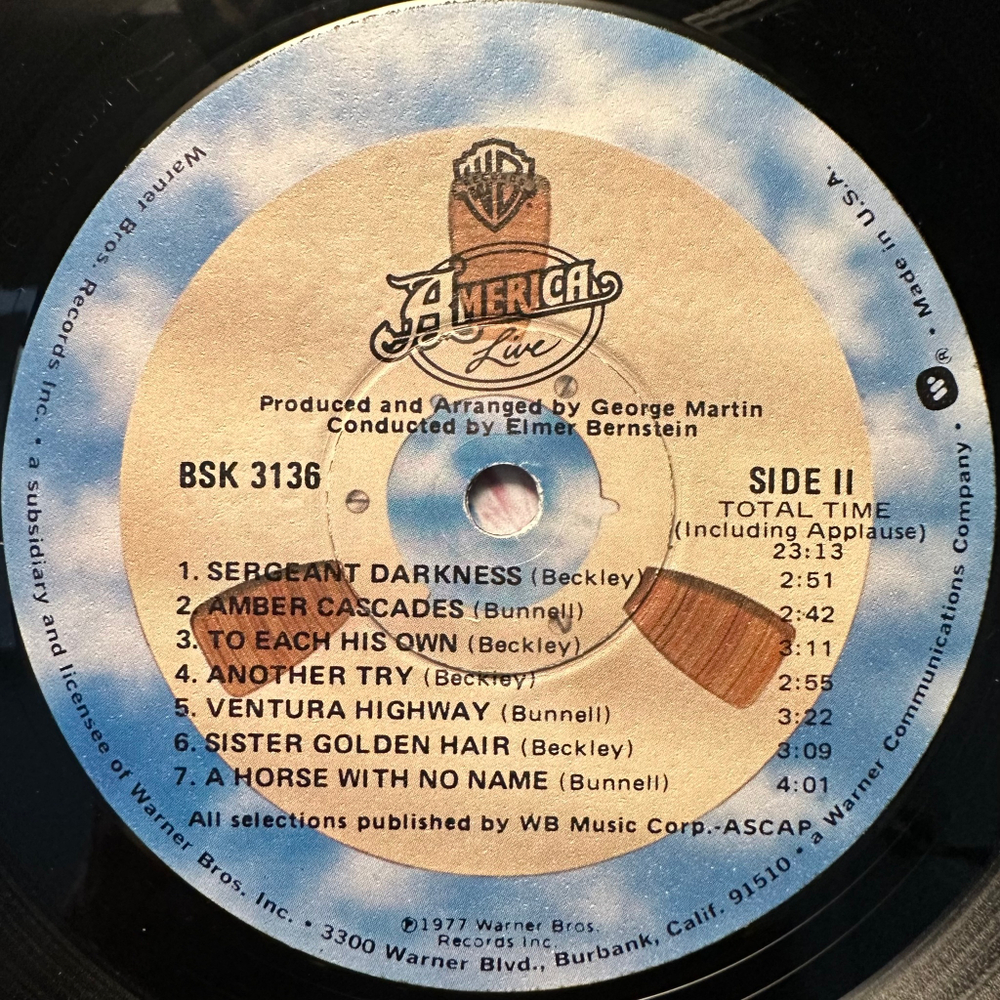 AMERICA
Live
Produced and Arranged by George Martin
Conducted by Elmer Bernstein
BSK 3136
SIDE II
TOTAL TIME
(Including Applause)
23:13
1. SERGEANT DARKNESS (Beckley) 2:51
2. AMBER CASCADES (Bunnell) 2:42
3. TO EACH HIS OWN (Beckley) 3:11
4. ANOTHER TRY (Beckley) 2:55
5. VENTURA HIGHWAY (Bunnell) 3:22
6. SISTER GOLDEN HAIR (Beckley) 3:09
7. A HORSE WITH NO NAME (Bunnell) 4:01
All selections published by WB Music Corp.-ASCAP
℗1977 Warner Bros.
Records Inc.
Warner Bros. Records Inc. • a subsidiary and licensee of Warner Bros. Inc. • 3300 Warner Blvd., Burbank, Calif. 91510 • a Warner Communications Company • ® • Made in U.S.A.